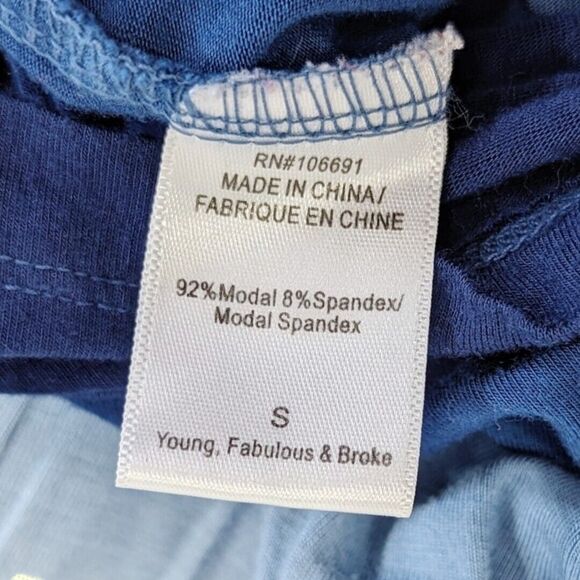 RN#106691
MADE IN CHINA/
FABRIQUE EN CHINE
92%Modal 8%Spandex/
Modal Spandex
S
Young, Fabulous & Broke